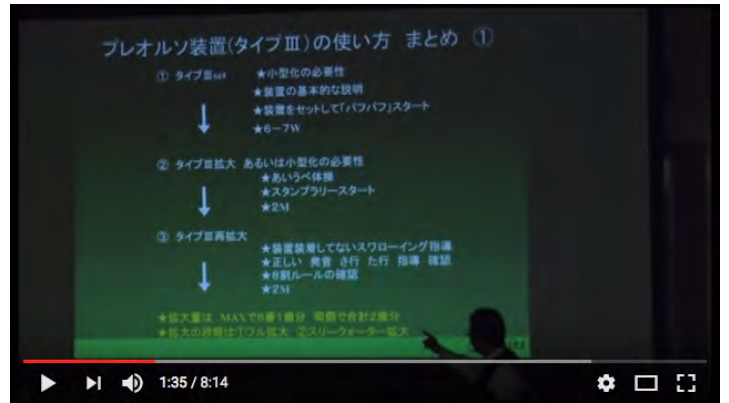 プレオルソ装置(タイプⅢ)の使い方 まとめ ①
① タイプⅢset ★小型化の必要性
★装置の基本的な説明
★装置をセットして「パフパフ」スタート
★6-7W
② タイプⅢ拡大 あるいは小型化の必要性
★あいうべ体操
★スタンプラリースタート
★2M
③ タイプⅢ再拡大
★装置装着してないスワローイング指導
★正しい 発音 さ行 た行 指導 確認
★8割ルールの確認
★2M
★拡大量は MAXで6番1歯分 両側で合計2歯分
★拡大の段階は①フル拡大 ②スリークォーター拡大
1:35 / 8:14